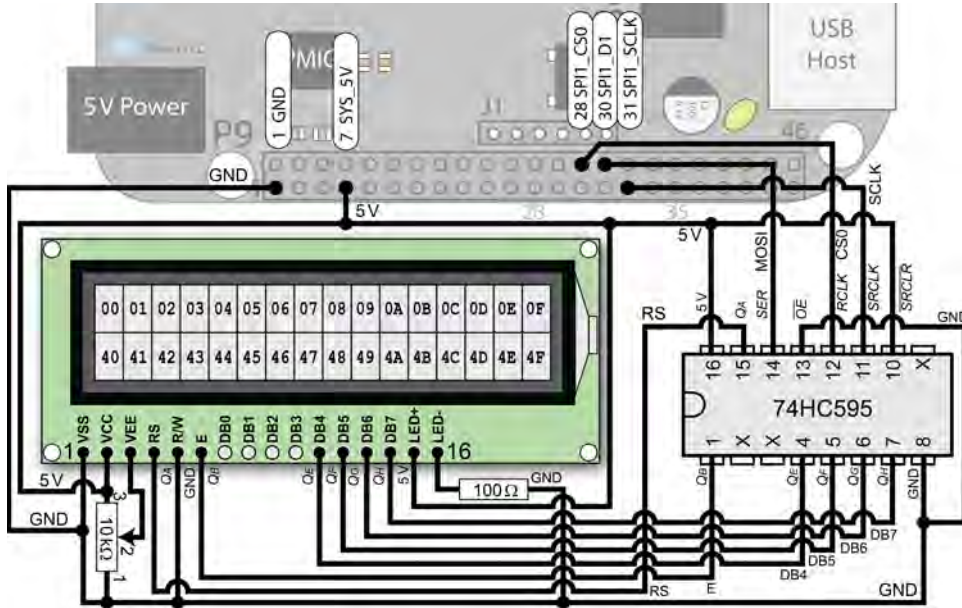 USB
Host
5V Power
PMIC
1 GND
7 SYS_5V
28 SPI1_CS0
30 SPI1_D1
31 SPI1_SCLK
J1
P9
46
GND
5V
5V
SCLK
MOSI
CS0
RS
5V
QA
SER
OE
RCLK
SRCLK
SRCLR
GND
00 01 02 03 04 05 06 07 08 09 0A 0B 0C 0D 0E 0F
40 41 42 43 44 45 46 47 48 49 4A 4B 4C 4D 4E 4F
16 15 14 13 12 11 10 X
74HC595
1 X X 4 5 6 7 8
1 VSS VCC VEE RS R/W E DB0 DB1 DB2 DB3 DB4 DB5 DB6 DB7 LED+ LED- 16
QA GND QB QE QF QG QH 5V GND
QB QE QF QG QH GND
5V
100Ω
GND
3
10kΩ
2
1
DB7
DB6
DB5
DB4
RS
E
GND